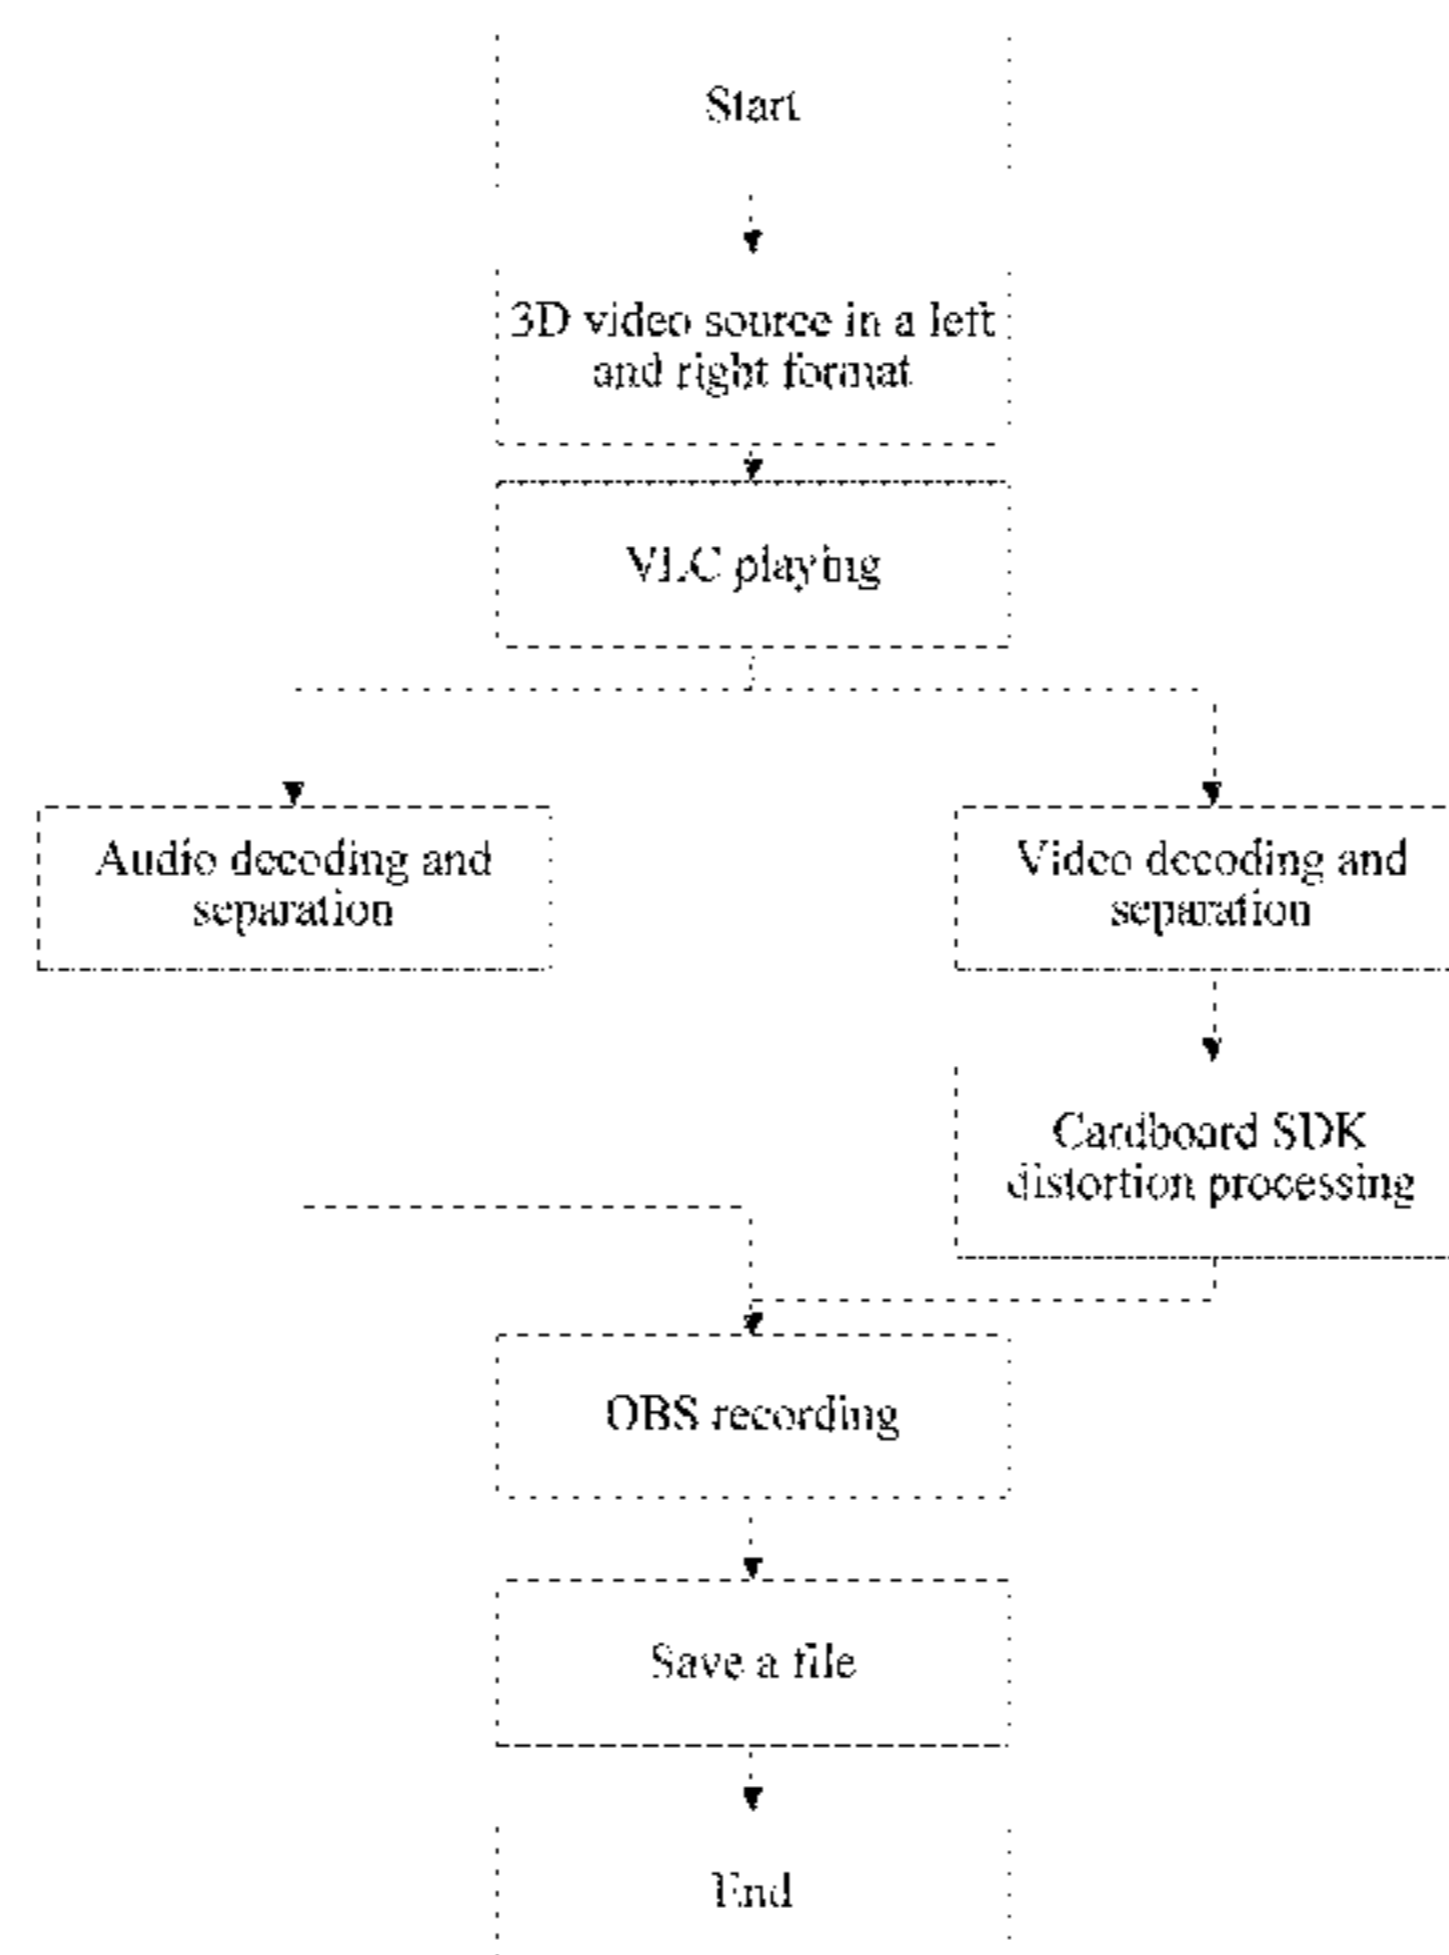 Start
3D video source in a left
and right format
VLC playing
Audio decoding and
separation
Video decoding and
separation
Cardboard SDK
distortion processing
OBS recording
Save a file
End